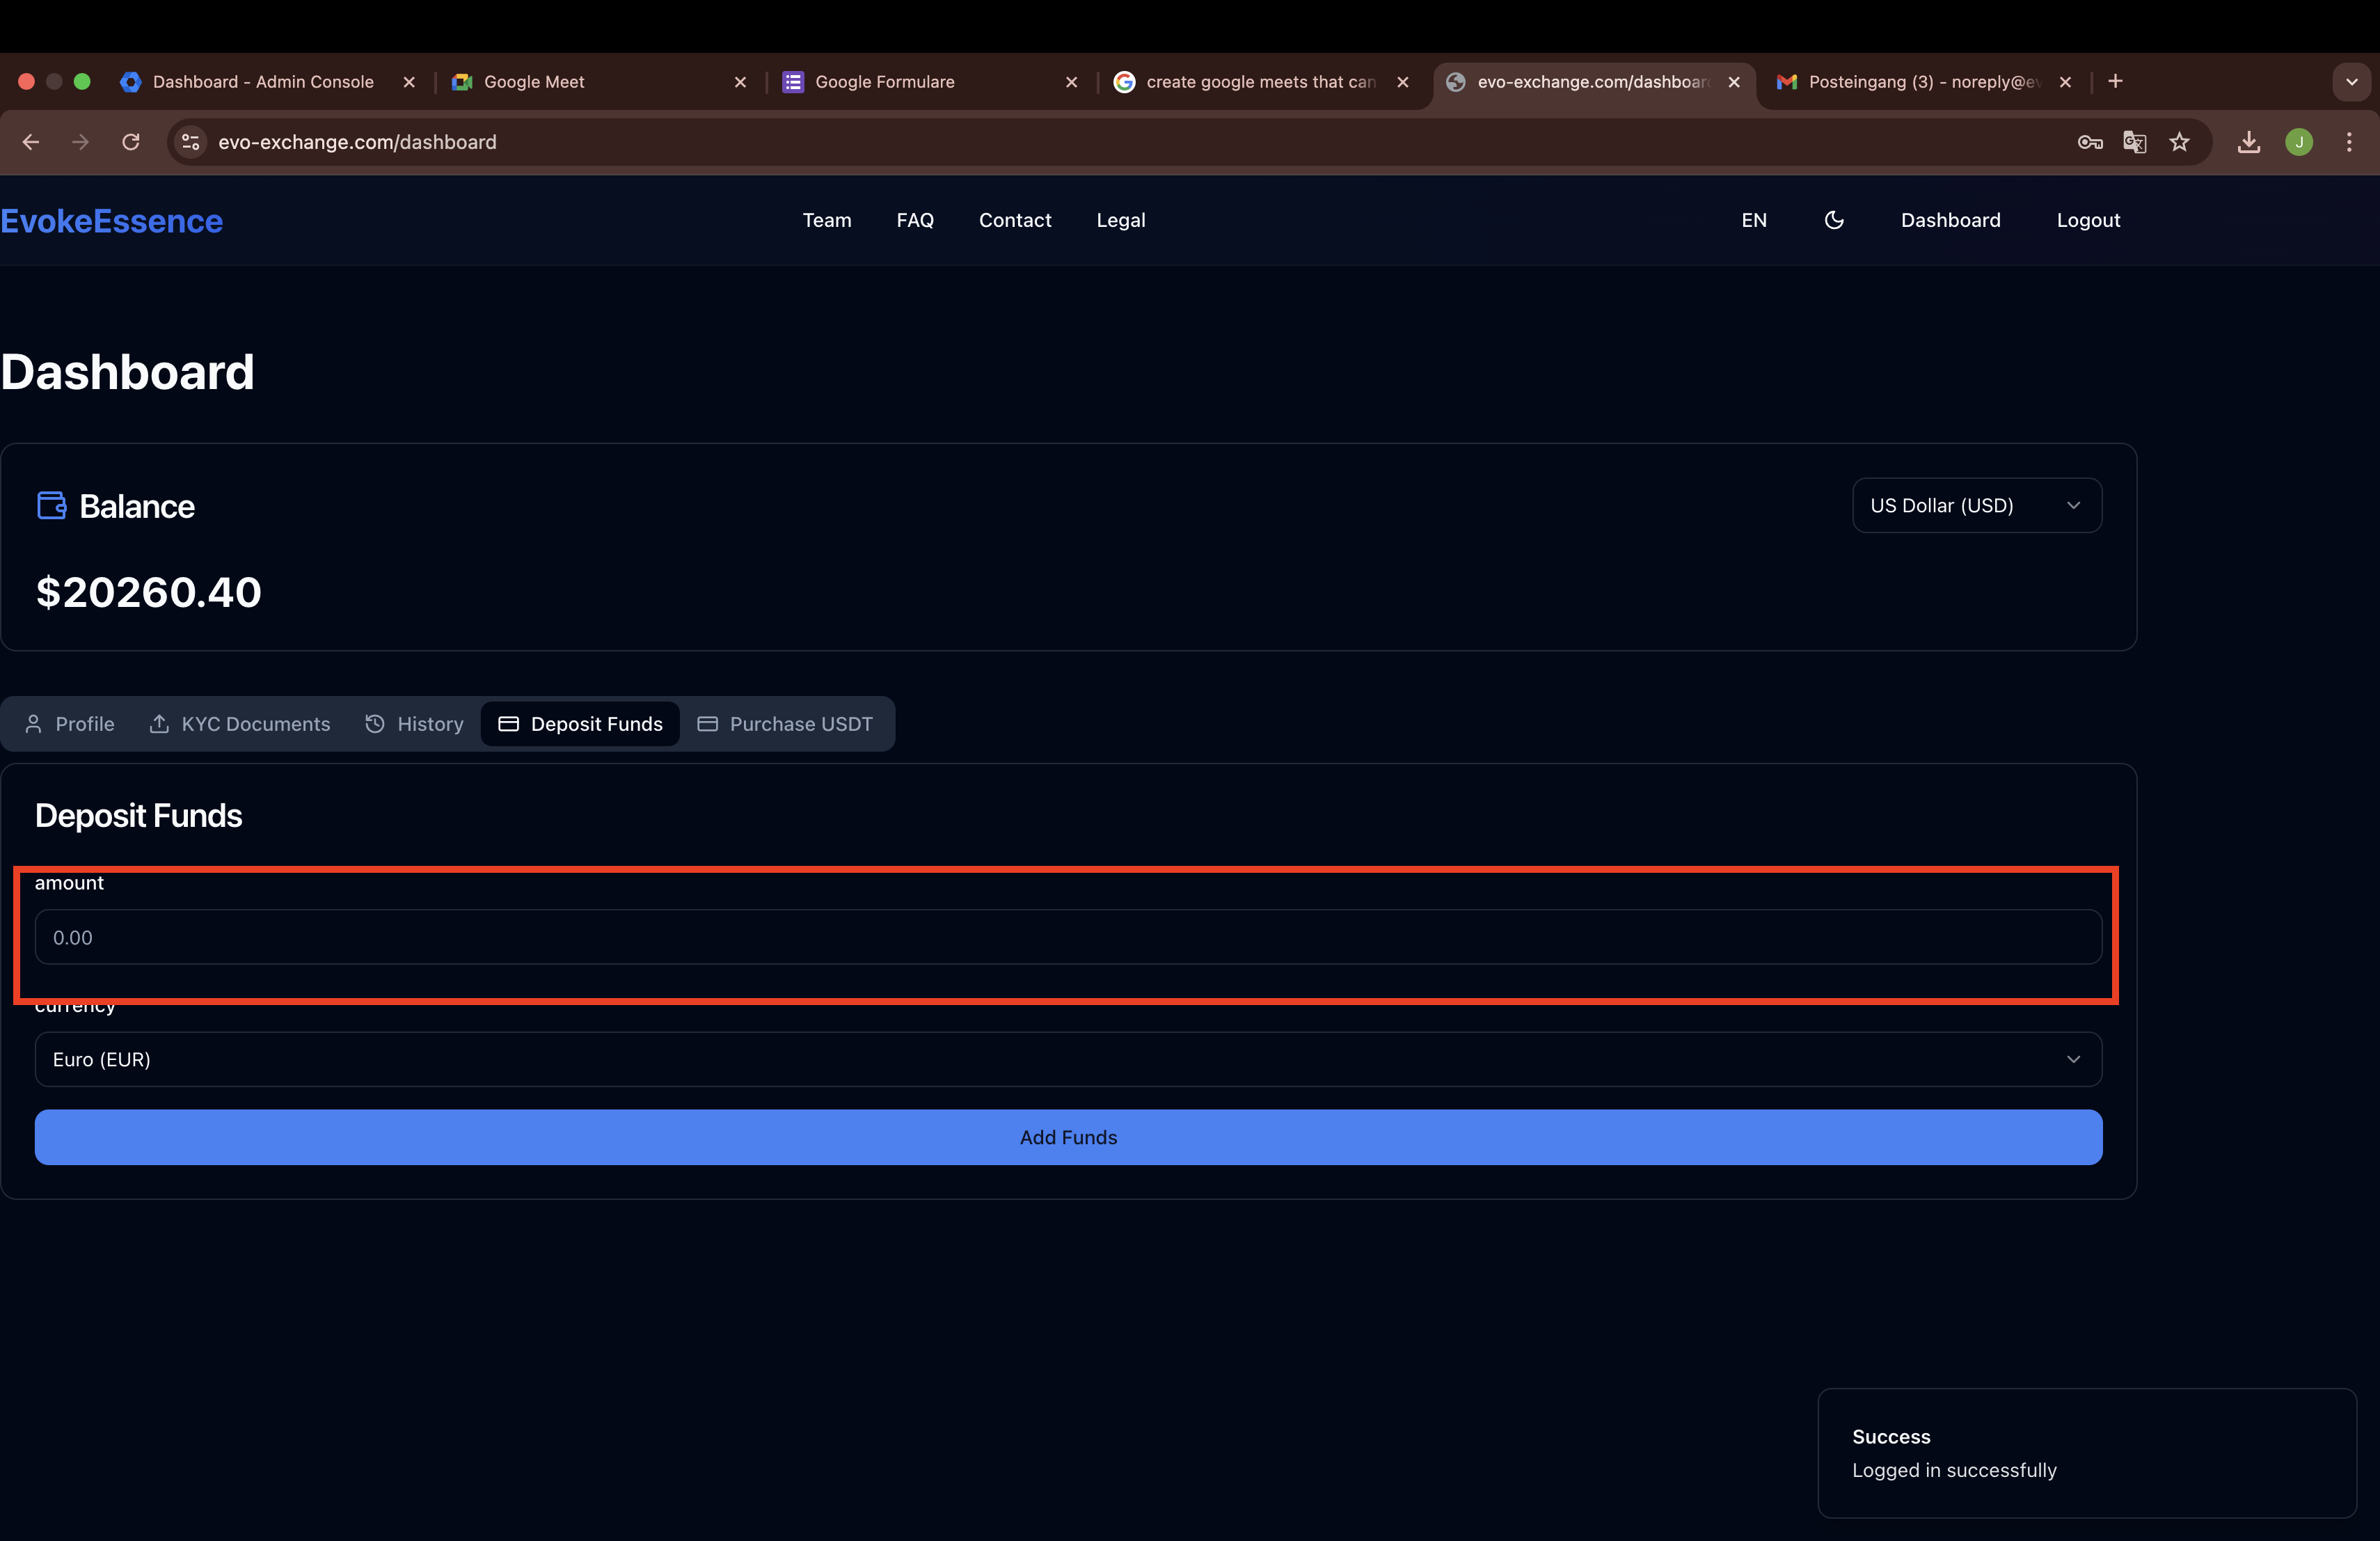 Dashboard - Admin Console
Google Meet
Google Formulare
create google meets that can
evo-exchange.com/dashboard
Posteingang (3) - noreply@ev
evo-exchange.com/dashboard
J
EvokeEssence
Team
FAQ
Contact
Legal
EN
Dashboard
Logout
Dashboard
Balance
US Dollar (USD)
$20260.40
Profile
KYC Documents
History
Deposit Funds
Purchase USDT
Deposit Funds
amount
0.00
currency
Euro (EUR)
Add Funds
Success
Logged in successfully